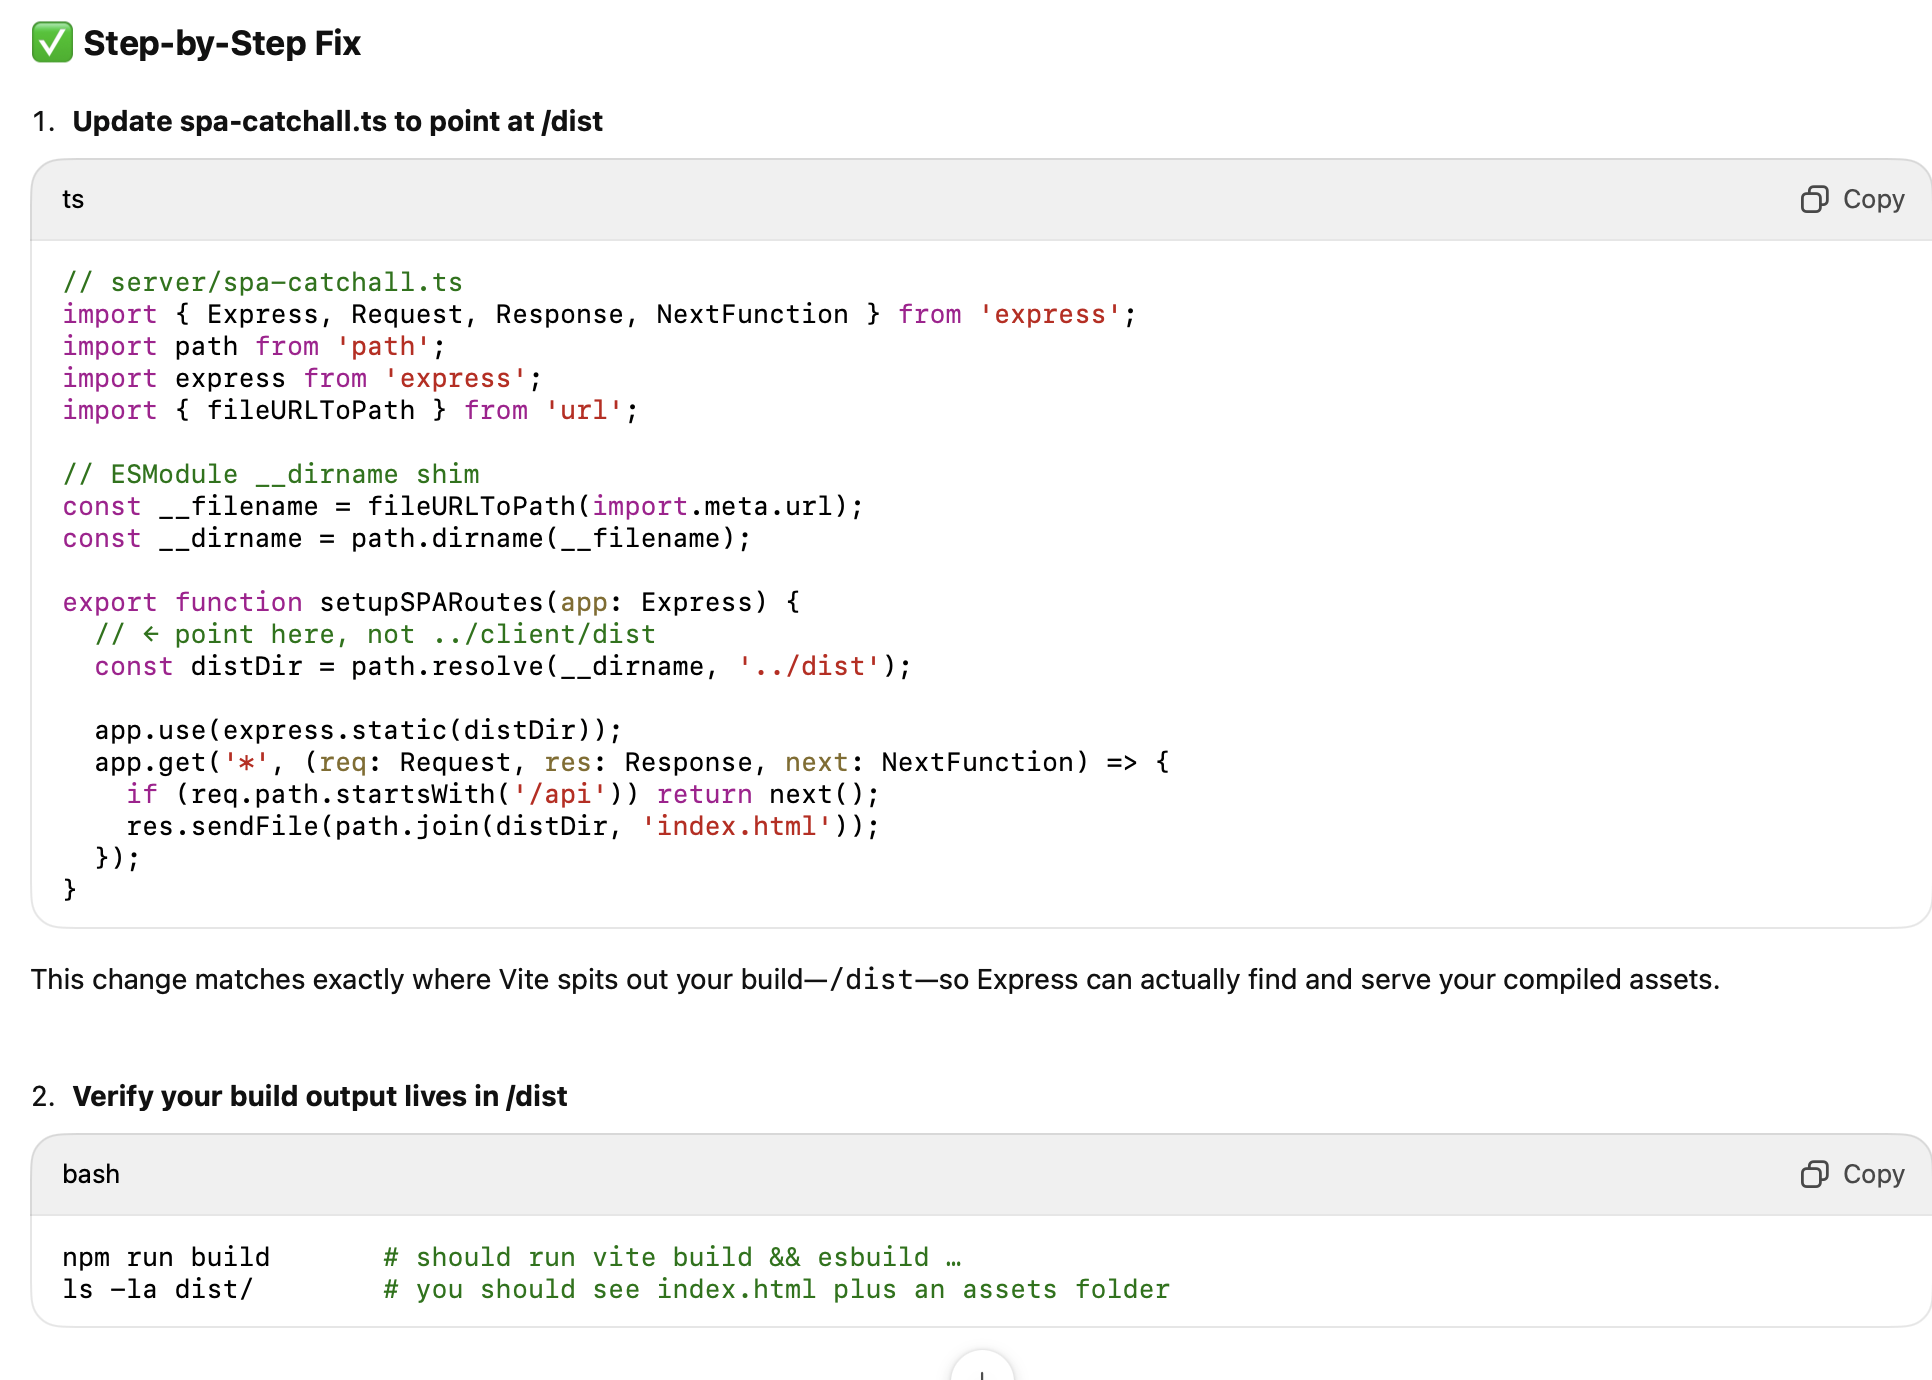 ✅ Step-by-Step Fix
1. Update spa-catchall.ts to point at /dist
ts
Copy
// server/spa-catchall.ts
import { Express, Request, Response, NextFunction } from 'express';
import path from 'path';
import express from 'express';
import { fileURLToPath } from 'url';
// ESModule __dirname shim
const __filename = fileURLToPath(import.meta.url);
const __dirname = path.dirname(__filename);
export function setupSPARoutes(app: Express) {
  // ← point here, not ../client/dist
  const distDir = path.resolve(__dirname, '../dist');
  app.use(express.static(distDir));
  app.get('*', (req: Request, res: Response, next: NextFunction) => {
    if (req.path.startsWith('/api')) return next();
    res.sendFile(path.join(distDir, 'index.html'));
  });
}
This change matches exactly where Vite spits out your build—/dist—so Express can actually find and serve your compiled assets.
2. Verify your build output lives in /dist
bash
Copy
npm run build       # should run vite build && esbuild …
ls -la dist/        # you should see index.html plus an assets folder